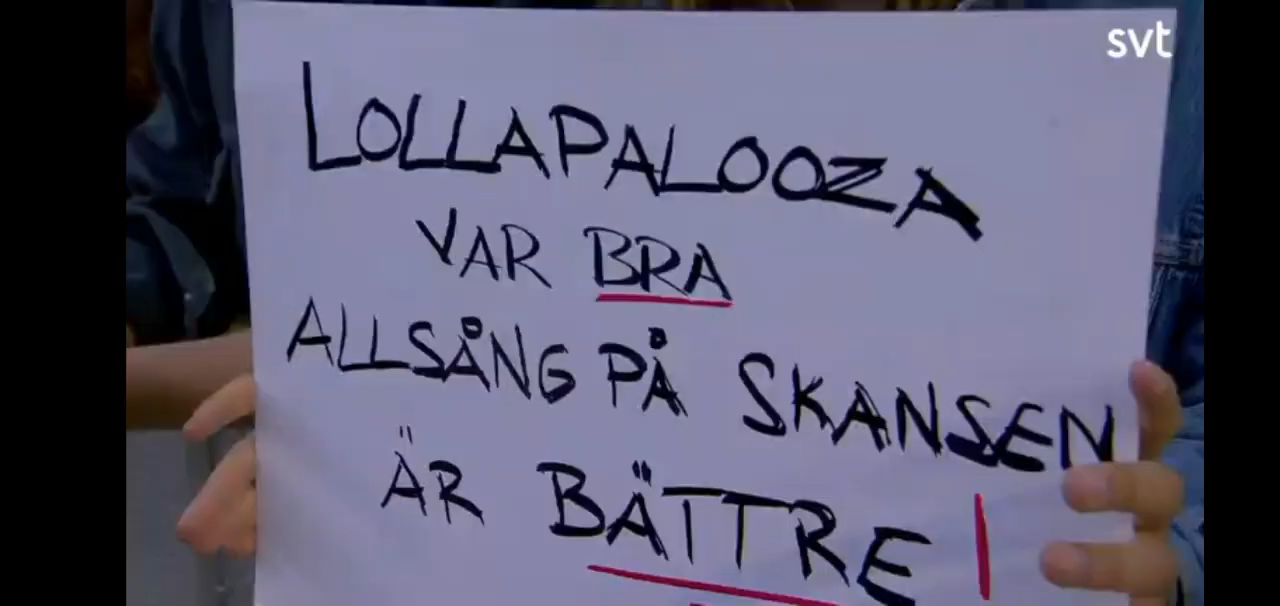 svt
LOLLAPALOOZA
VAR BRA
ALLSÅNG PÅ SKANSEN
ÄR BÄTTRE!